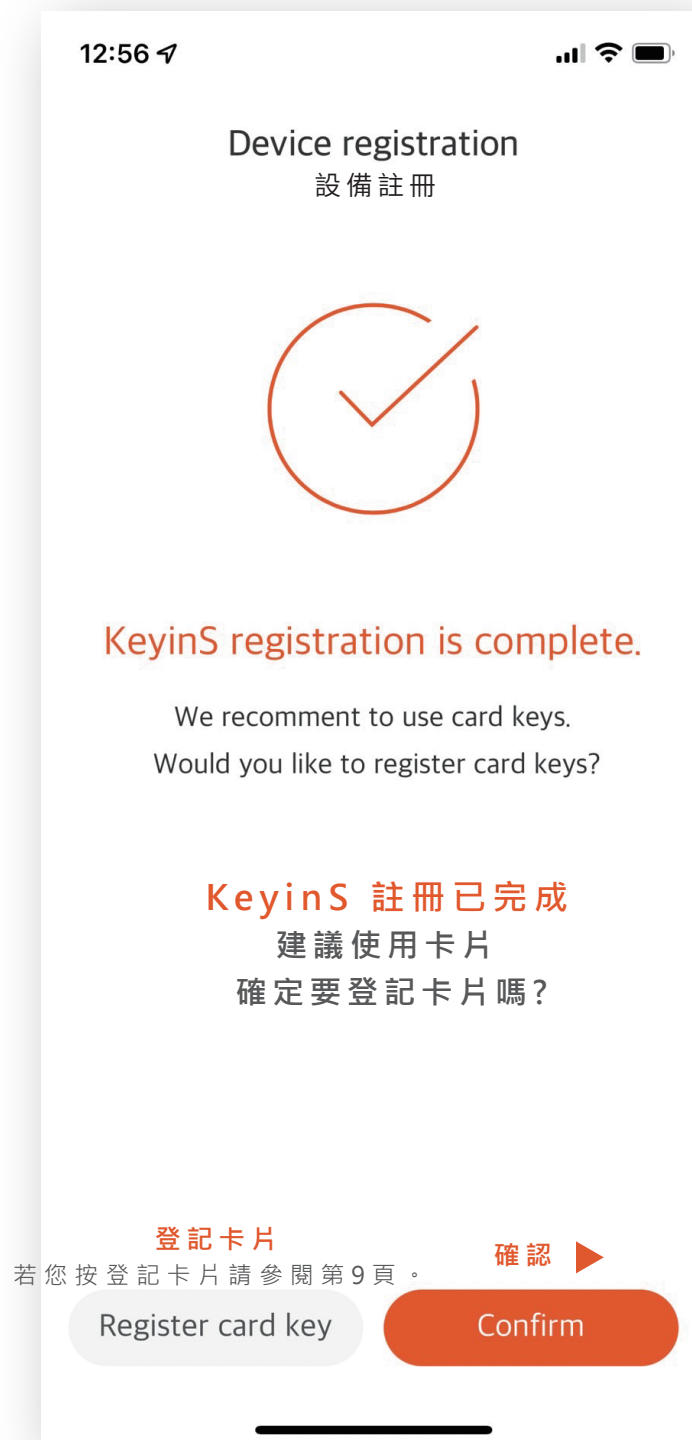 12:56
Device registration
設備註冊
KeyinS registration is complete.
We recomment to use card keys.
Would you like to register card keys?
KeyinS 註冊已完成
建議使用卡片
確定要登記卡片嗎?
登記卡片
確認
若您按登記卡片請參閱第9頁。
Register card key
Confirm